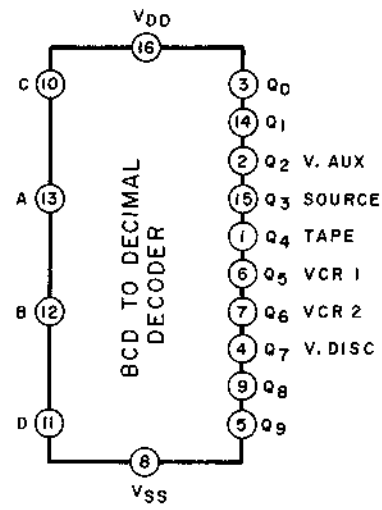 VDD
16
C 10
3 Q0
14 Q1
2 Q2 V. AUX
A 13
15 Q3 SOURCE
1 Q4 TAPE
BCD TO DECIMAL
DECODER
6 Q5 VCR 1
B 12
7 Q6 VCR 2
4 Q7 V. DISC
9 Q8
D 11
5 Q9
8
VSS